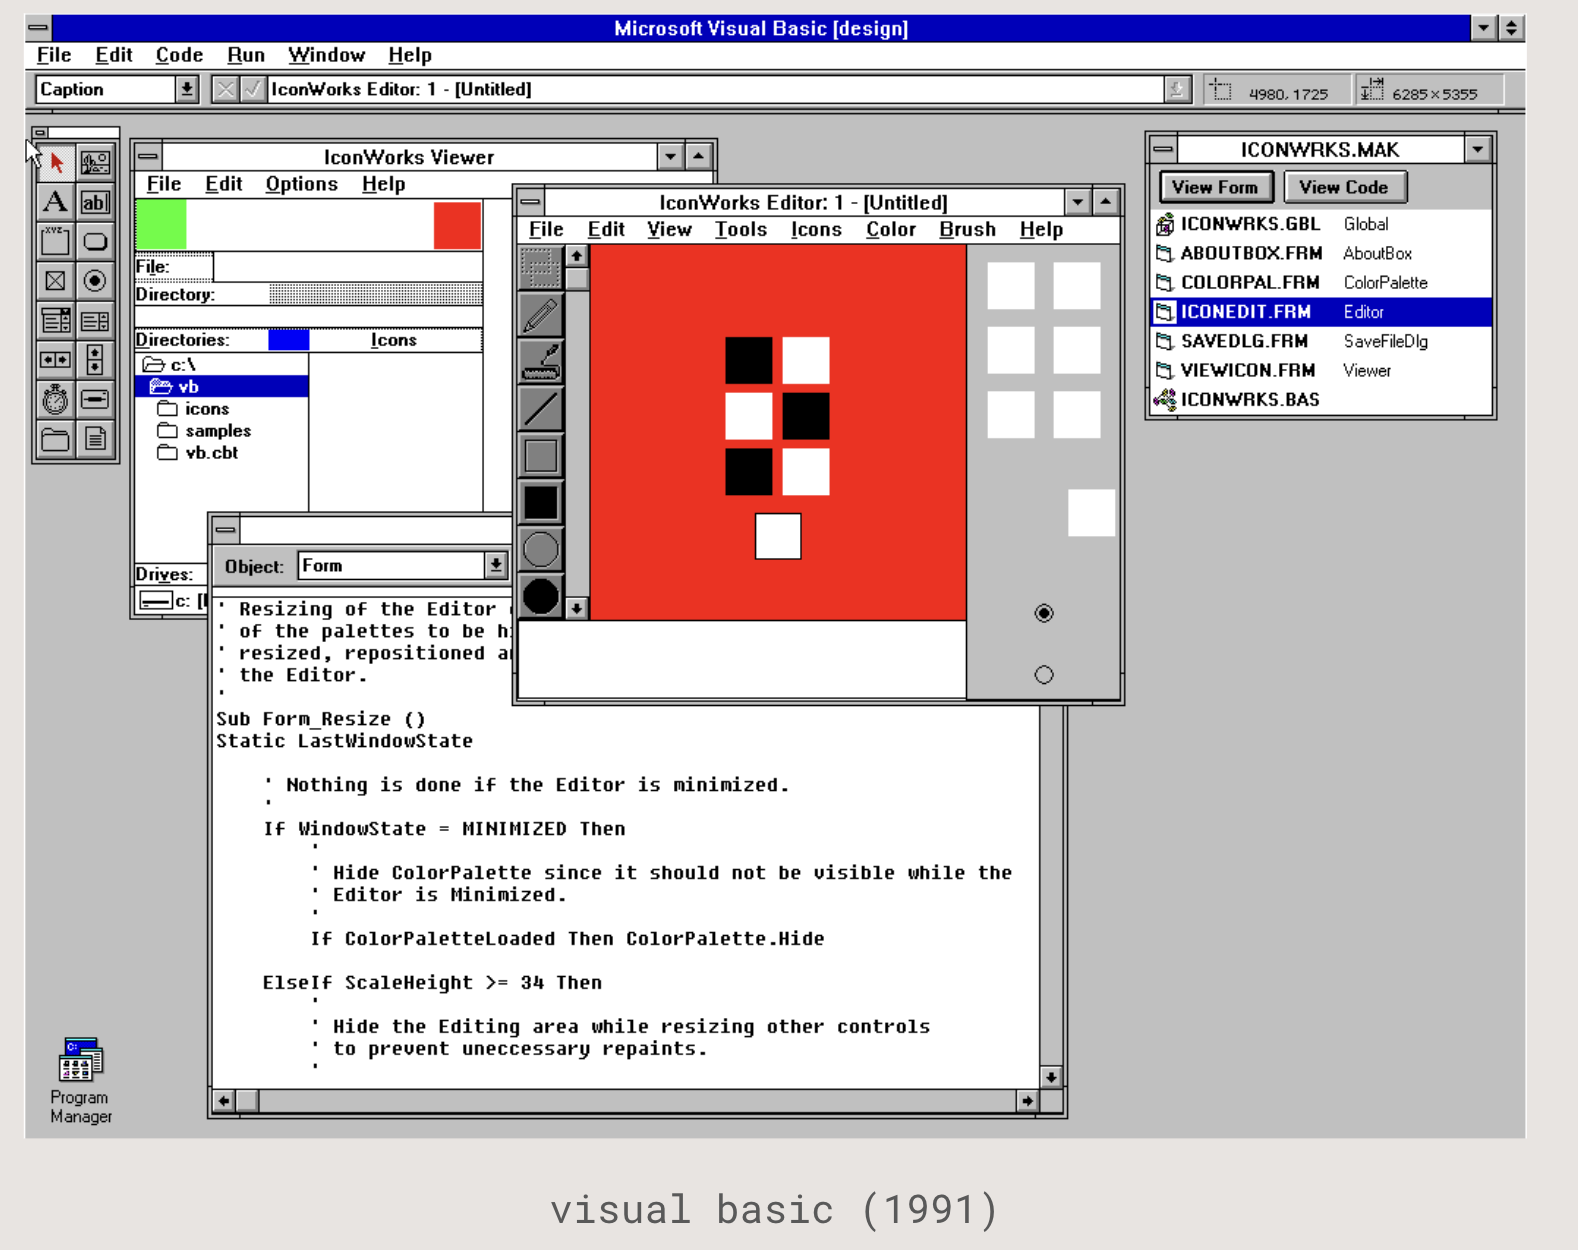 Microsoft Visual Basic [design]
File Edit Code Run Window Help
Caption
IconWorks Editor: 1 - [Untitled]
4980, 1725
6285×5355
IconWorks Viewer
File Edit Options Help
File:
Directory:
Directories:
Icons
c:\
vb
icons
samples
vb.cbt
Drives:
c: [
IconWorks Editor: 1 - [Untitled]
File Edit View Tools Icons Color Brush Help
ICONWRKS.MAK
View Form View Code
ICONWRKS.GBL Global
ABOUTBOX.FRM AboutBox
COLORPAL.FRM ColorPalette
ICONEDIT.FRM Editor
SAVEDLG.FRM SaveFileDlg
VIEWICON.FRM Viewer
ICONWRKS.BAS
A
ab
XYZ
Object: Form
' Resizing of the Editor
' of the palettes to be
' resized, repositioned
' the Editor.
'
Sub Form_Resize ()
Static LastWindowState
' Nothing is done if the Editor is minimized.
'
If WindowState = MINIMIZED Then
'
' Hide ColorPalette since it should not be visible while the
' Editor is Minimized.
'
If ColorPaletteLoaded Then ColorPalette.Hide
ElseIf ScaleHeight >= 34 Then
'
' Hide the Editing area while resizing other controls
' to prevent uneccessary repaints.
'
C:
Program
Manager
visual basic (1991)